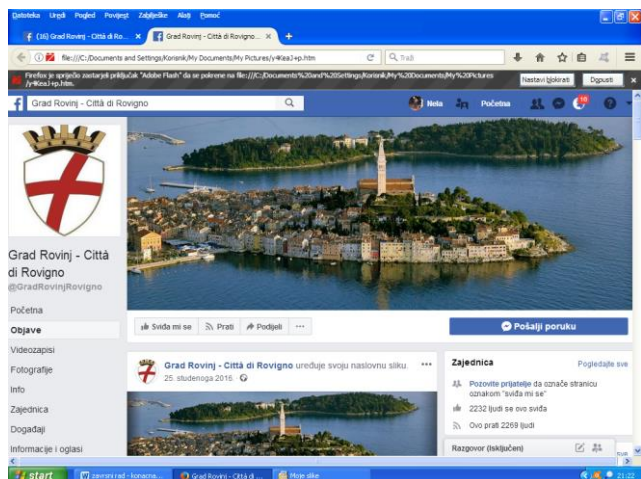 Datoteka Uredi Pogled Povijest Zabilješke Alati Pomoć
(16) Grad Rovinj - Città di Ro... × Grad Rovinj - Città di Rovigno... × +
file:///C:/Documents and Settings/Korisnik/My Documents/My Pictures/ Traži
Firefox je spriječio zastarjeli priključak "Adobe Flash" da se pokrene na file:///C:/Documents%20and%20Settings/Korisnik/My%20Documents/My%20Pictures
Nastavi blokirati Dopusti
Grad Rovinj - Città di Rovigno
Nela Početna 16
Grad Rovinj - Città
di Rovigno
@GradRovinjRovigno
Početna
Objave
Videozapisi
Fotografije
Info
Zajednica
Događaji
Informacije i oglasi
Sviđa mi se Prati Podijeli ...
Pošalji poruku
Grad Rovinj - Città di Rovigno uređuje svoju naslovnu sliku.
25. studenoga 2016.
Zajednica Pogledajte sve
Pozovite prijatelje da označe stranicu
oznakom "sviđa mi se"
2232 ljudi se ovo sviđa
Ovo prati 2269 ljudi
Razgovor (Isključen)
start zavrsni rad - konacna... Grad Rovinj - Città di ... Moje slike 21:22